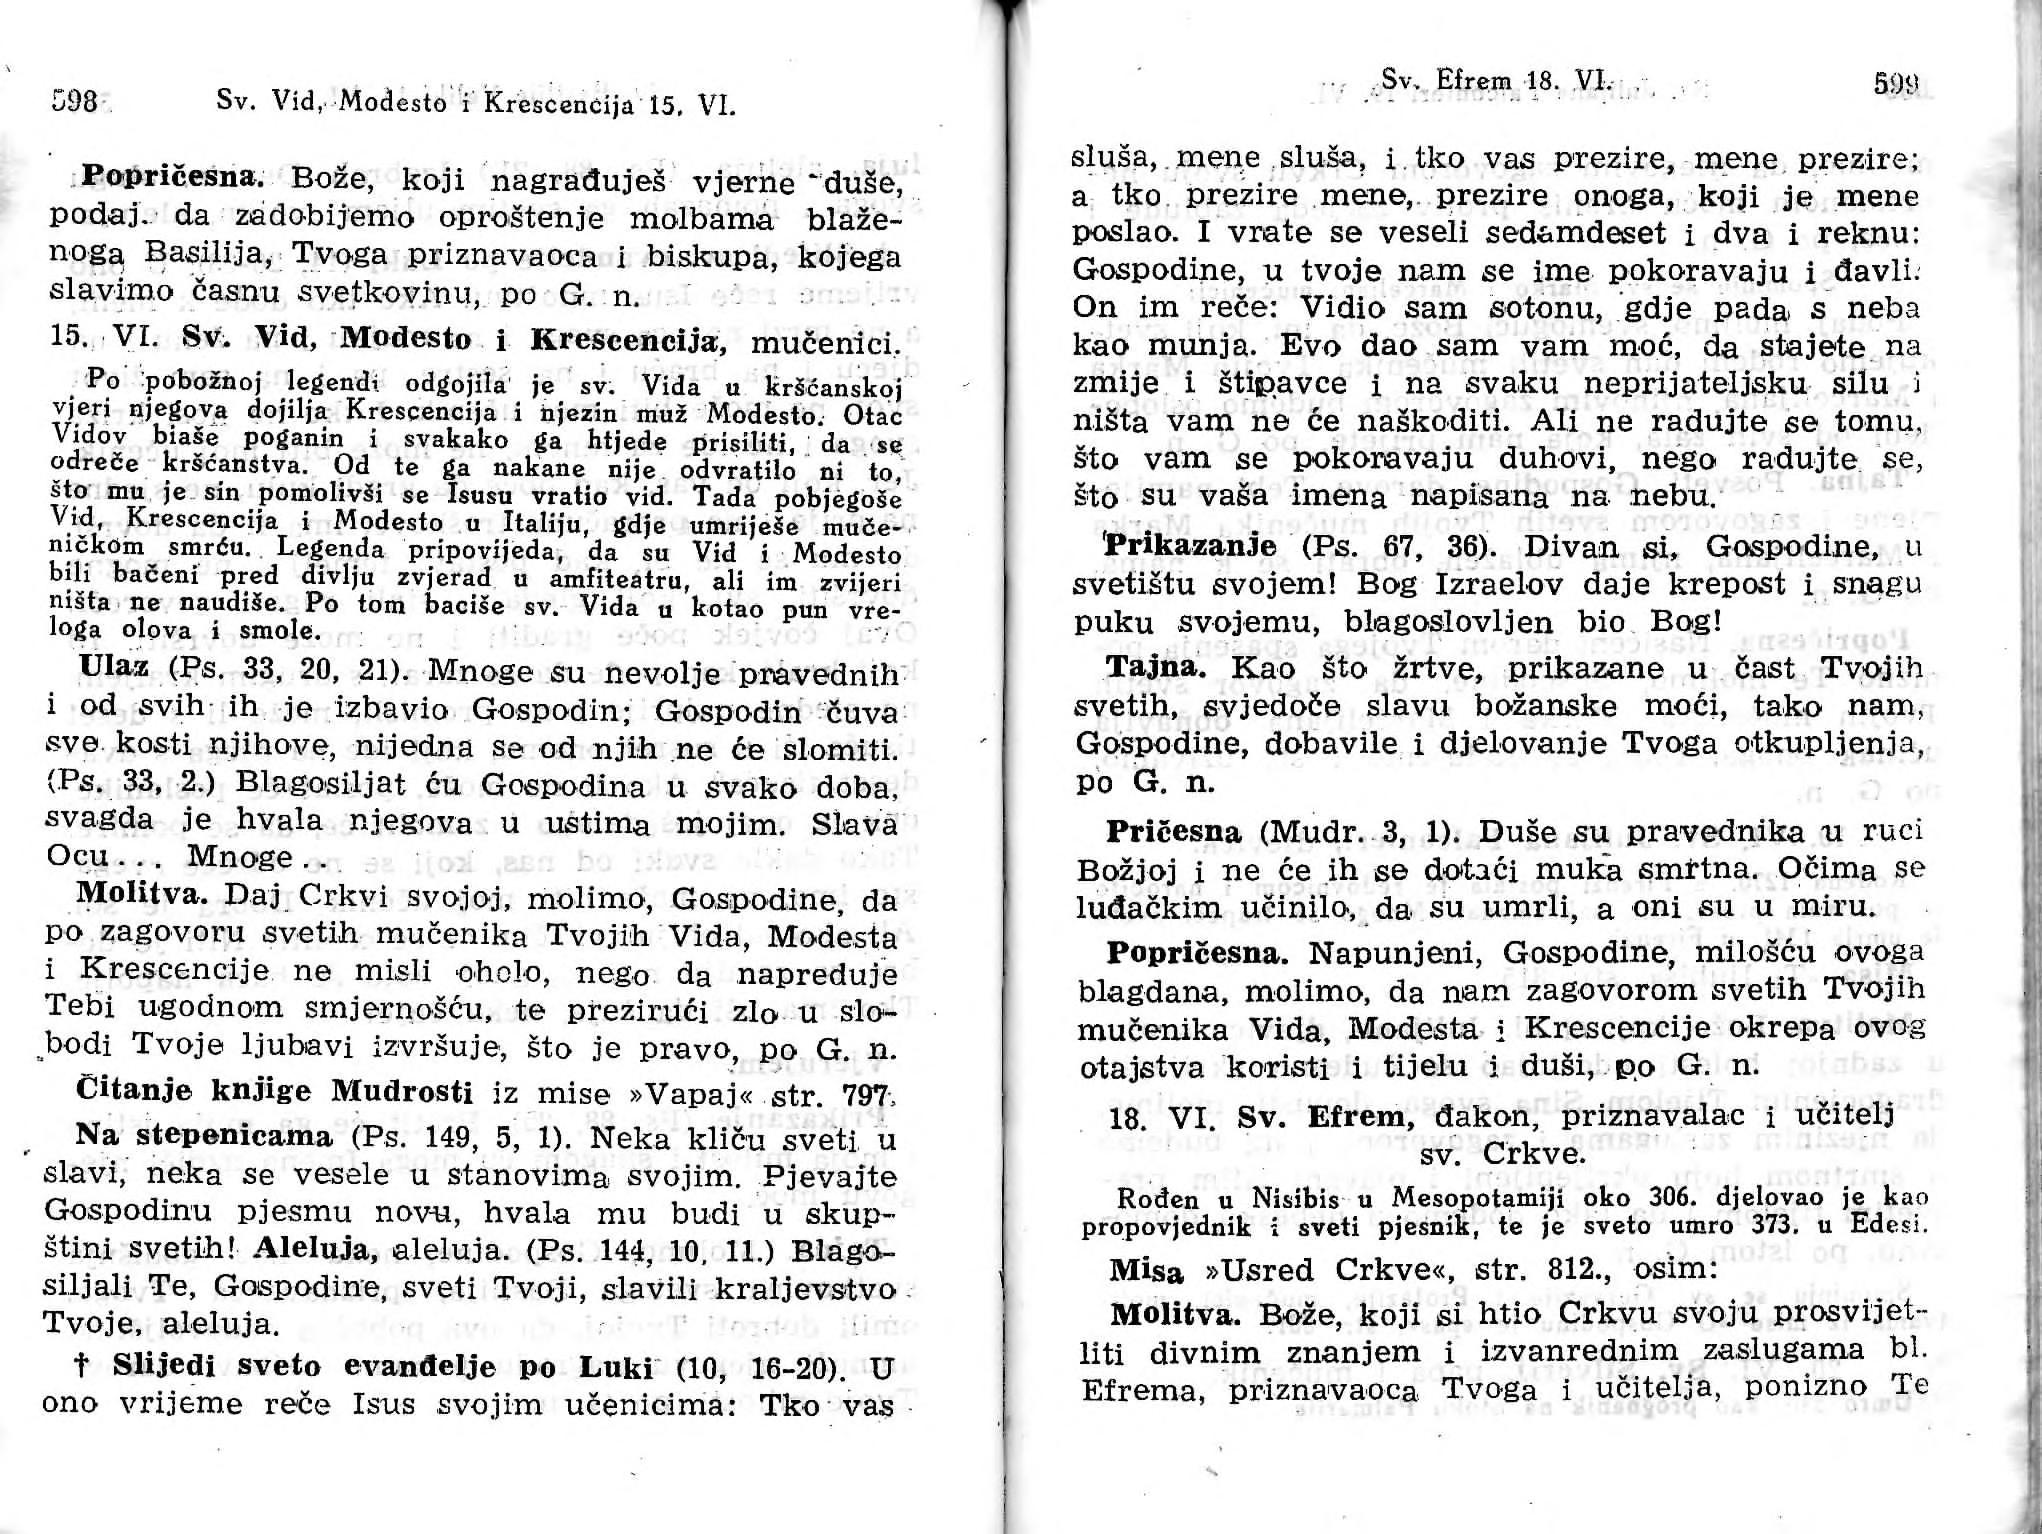 598 Sv. Vid, Modesto i Krescencija 15. VI.
Popričesna. Bože, koji nagrađuješ vjerne duše,
podaj. da zadobijemo oproštenje molbama blaže-
noga Basilija, Tvoga priznavaoca i biskupa, kojega
slavimo časnu svetkovinu, po G. n.
15. VI. Sv. Vid, Modesto i Krescencija, mučenici.
Po pobožnoj legendi odgojila je sv. Vida u kršćanskoj
vjeri njegova dojilja Krescencija i njezin muž Modesto. Otac
Vidov biaše poganin i svakako ga htjede prisiliti, da se
odreče kršćanstva. Od te ga nakane nije odvratilo ni to,
što mu je sin pomolivši se Isusu vratio vid. Tada pobjegoše
Vid, Krescencija i Modesto u Italiju, gdje umriješe muče-
ničkom smrću. Legenda pripovijeda, da su Vid i Modesto
bili bačeni pred divlju zvjerad u amfiteatru, ali im zvijeri
ništa ne naudiše. Po tom baciše sv. Vida u kotao pun vre-
loga olova i smole.
Ulaz (Ps. 33, 20, 21). Mnoge su nevolje pravednih
i od svih ih je izbavio Gospodin; Gospodin čuva
sve kosti njihove, nijedna se od njih ne će slomiti.
(Ps. 33, 2.) Blagosiljat ću Gospodina u svako doba,
svagda je hvala njegova u ustima mojim. Slava
Ocu... Mnoge..
Molitva. Daj Crkvi svojoj, molimo, Gospodine, da
po zagovoru svetih mučenika Tvojih Vida, Modesta
i Krescencije ne misli oholo, nego da napreduje
Tebi ugodnom smjernošću, te prezirući zlo u slo-
bodi Tvoje ljubavi izvršuje, što je pravo, po G. n.
Čitanje knjige Mudrosti iz mise »Vapaj« str. 797.
Na stepenicama (Ps. 149, 5, 1). Neka kliču sveti u
slavi, neka se vesele u stanovima svojim. Pjevajte
Gospodinu pjesmu novu, hvala mu budi u skup-
štini svetih! Aleluja, aleluja. (Ps. 144, 10, 11.) Blago-
siljali Te, Gospodine, sveti Tvoji, slavili kraljevstvo
Tvoje, aleluja.
† Slijedi sveto evanđelje po Luki (10, 16-20). U
ono vrijeme reče Isus svojim učenicima: Tko vas
Sv. Efrem 18. VI. 599
sluša, mene sluša, i tko vas prezire, mene prezire;
a tko prezire mene, prezire onoga, koji je mene
poslao. I vrate se veseli sedamdeset i dva i reknu:
Gospodine, u tvoje nam se ime pokoravaju i đavli.
On im reče: Vidio sam sotonu, gdje pada s neba
kao munja. Evo dao sam vam moć, da stajete na
zmije i štipavce i na svaku neprijateljsku silu i
ništa vam ne će naškoditi. Ali ne radujte se tomu,
što vam se pokoravaju duhovi, nego radujte se,
što su vaša imena napisana na nebu.
Prikazanje (Ps. 67, 36). Divan si, Gospodine, u
svetištu svojem! Bog Izraelov daje krepost i snagu
puku svojemu, blagoslovljen bio Bog!
Tajna. Kao što žrtve, prikazane u čast Tvojih
svetih, svjedoče slavu božanske moći, tako nam,
Gospodine, dobavile i djelovanje Tvoga otkupljenja,
po G. n.
Pričesna (Mudr. 3, 1). Duše su pravednika u ruci
Božjoj i ne će ih se dotaći muka smrtna. Očima se
luđačkim učinilo, da su umrli, a oni su u miru.
Popričesna. Napunjeni, Gospodine, milošću ovoga
blagdana, molimo, da nam zagovorom svetih Tvojih
mučenika Vida, Modesta i Krescencije okrepa ovog
otajstva koristi i tijelu i duši, po G. n.
18. VI. Sv. Efrem, đakon, priznavalac i učitelj
sv. Crkve.
Rođen u Nisibis u Mesopotamiji oko 306. djelovao je kao
propovjednik i sveti pjesnik, te je sveto umro 373. u Edesi.
Misa »Usred Crkve«, str. 812., osim:
Molitva. Bože, koji si htio Crkvu svoju prosvijet-
liti divnim znanjem i izvanrednim zaslugama bl.
Efrema, priznavaoca Tvoga i učitelja, ponizno Te